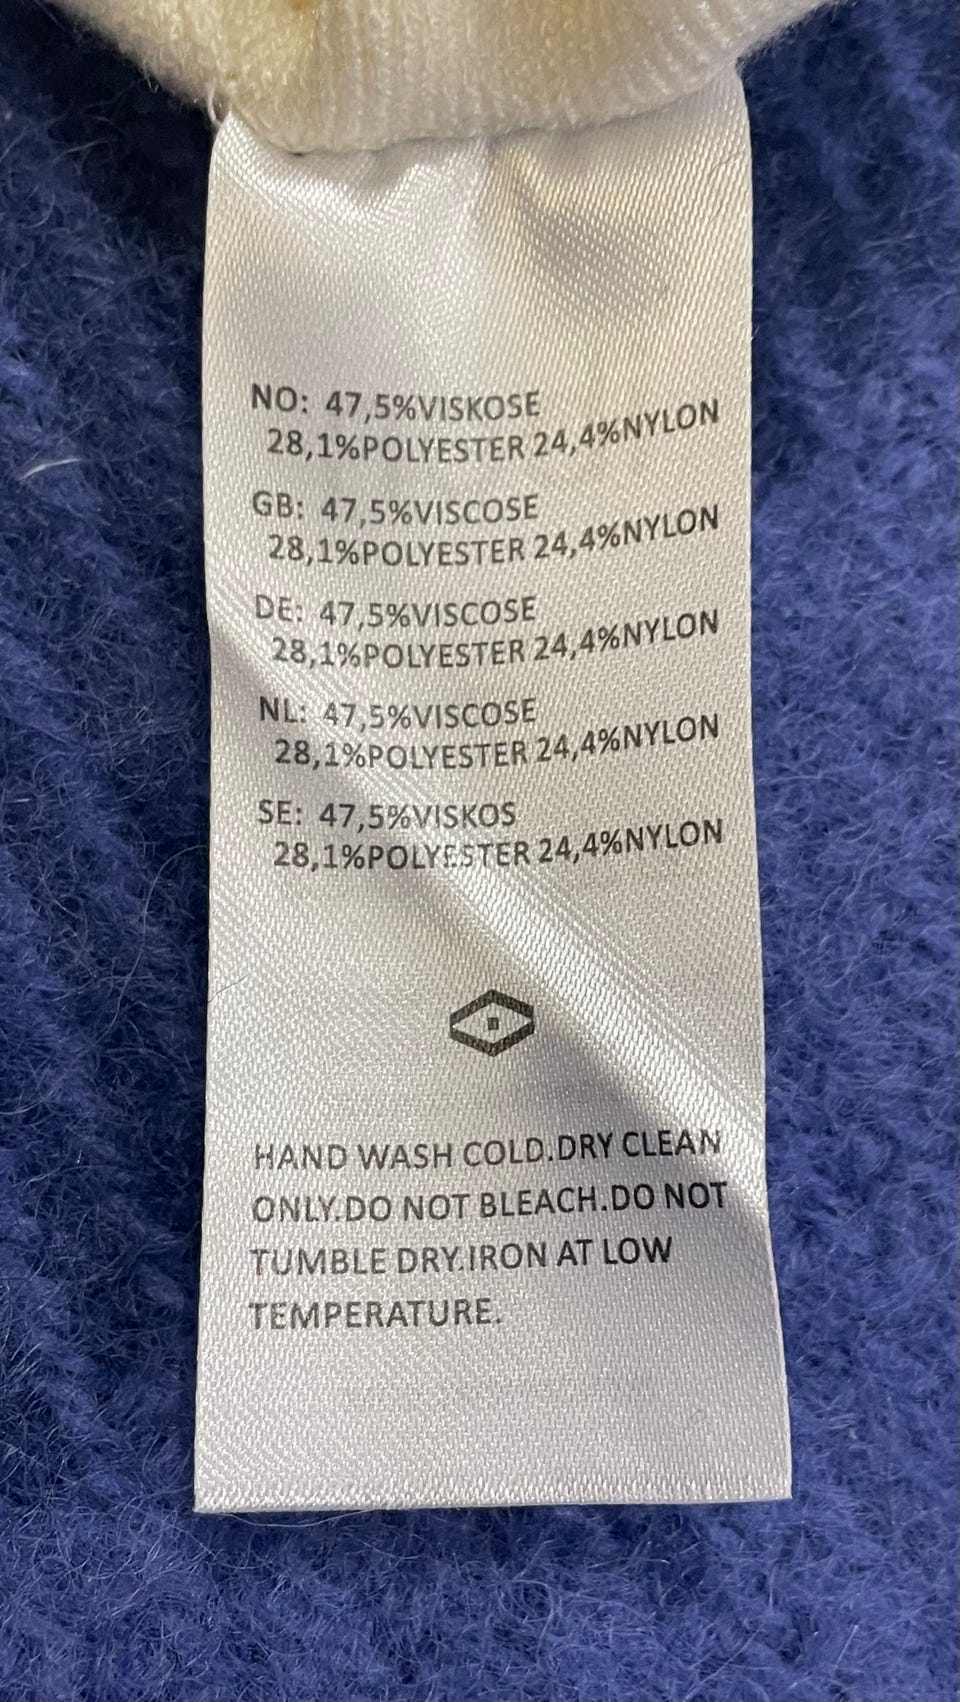 NO: 47,5%VISKOSE
28,1%POLYESTER 24,4%NYLON
GB: 47,5%VISCOSE
28,1%POLYESTER 24,4%NYLON
DE: 47,5%VISCOSE
28,1%POLYESTER 24,4%NYLON
NL: 47,5%VISCOSE
28,1%POLYESTER 24,4%NYLON
SE: 47,5%VISKOS
28,1%POLYESTER 24,4%NYLON
HAND WASH COLD.DRY CLEAN
ONLY.DO NOT BLEACH.DO NOT
TUMBLE DRY.IRON AT LOW
TEMPERATURE.